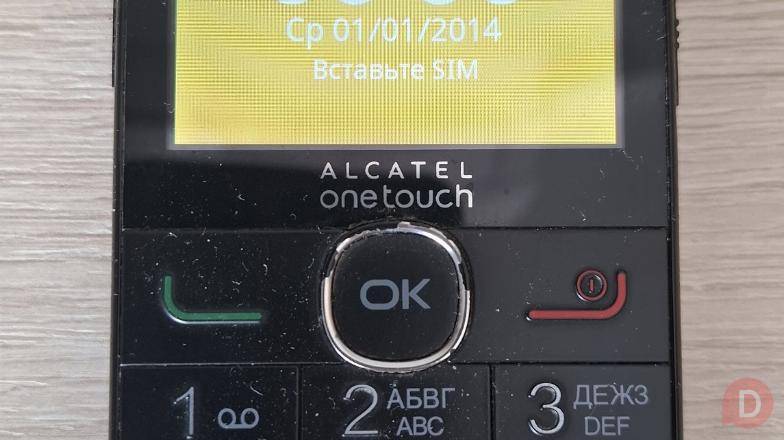 Ср 01/01/2014
Вставьте SIM
ALCATEL
onetouch
OK
1 2 АБВГ 3 ДЕЖЗ
ABC DEF
D